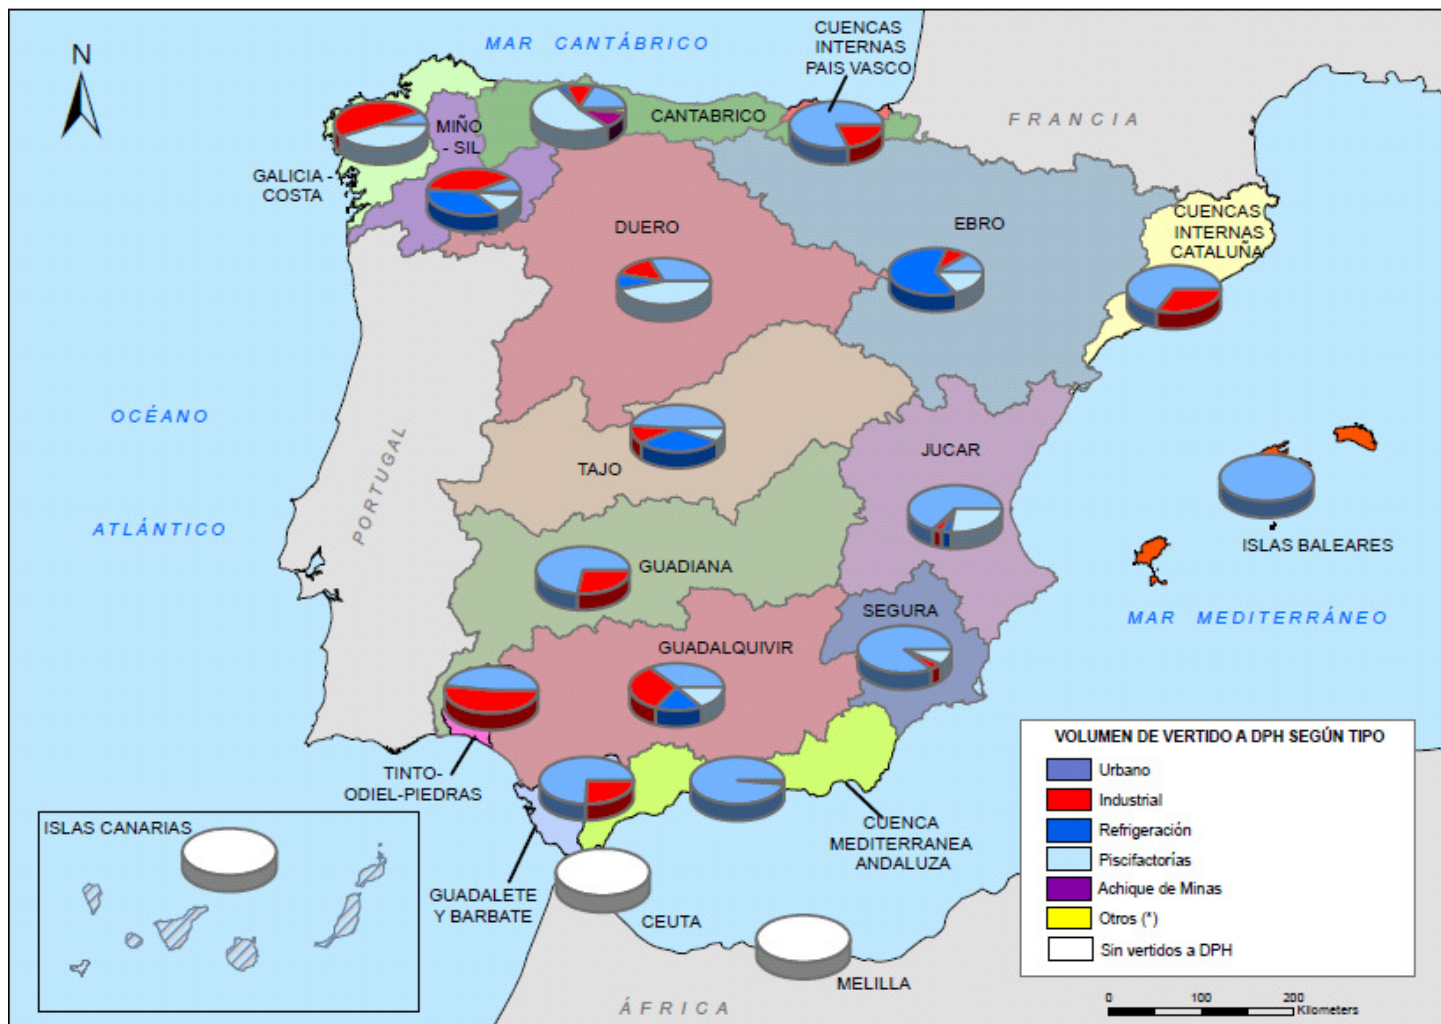 N
MAR CANTÁBRICO
CUENCAS
INTERNAS
PAIS VASCO
FRANCIA
CANTABRICO
MIÑO
- SIL
GALICIA -
COSTA
DUERO
EBRO
CUENCAS
INTERNAS
CATALUÑA
OCÉANO
ATLÁNTICO
PORTUGAL
TAJO
JUCAR
ISLAS BALEARES
MAR MEDITERRÁNEO
GUADIANA
SEGURA
GUADALQUIVIR
TINTO-
ODIEL-PIEDRAS
GUADALETE
Y BARBATE
CUENCA
MEDITERRANEA
ANDALUZA
ISLAS CANARIAS
CEUTA
MELILLA
ÁFRICA
VOLUMEN DE VERTIDO A DPH SEGÚN TIPO
Urbano
Industrial
Refrigeración
Piscifactorías
Achique de Minas
Otros (*)
Sin vertidos a DPH
0 100 200
Kilometers